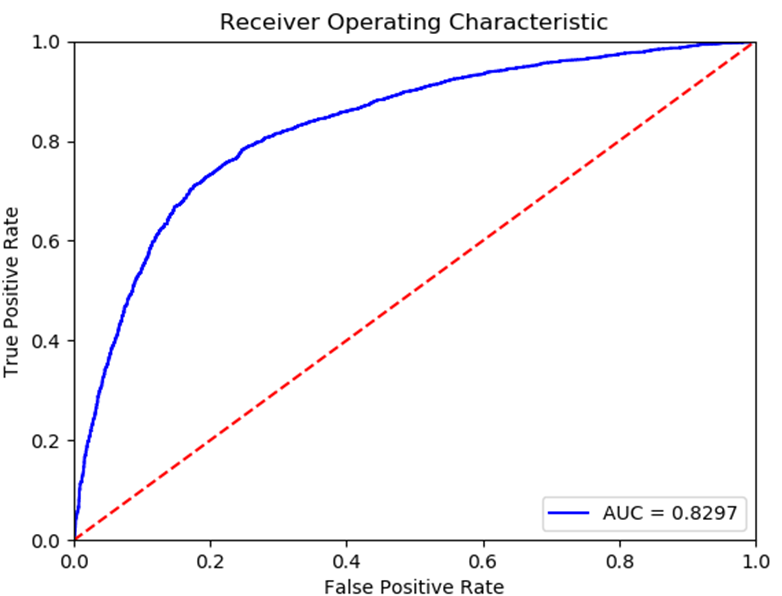 Receiver Operating Characteristic
1.0
0.8
0.6
0.4
0.2
0.0
True Positive Rate
AUC = 0.8297
0.0 0.2 0.4 0.6 0.8 1.0
False Positive Rate